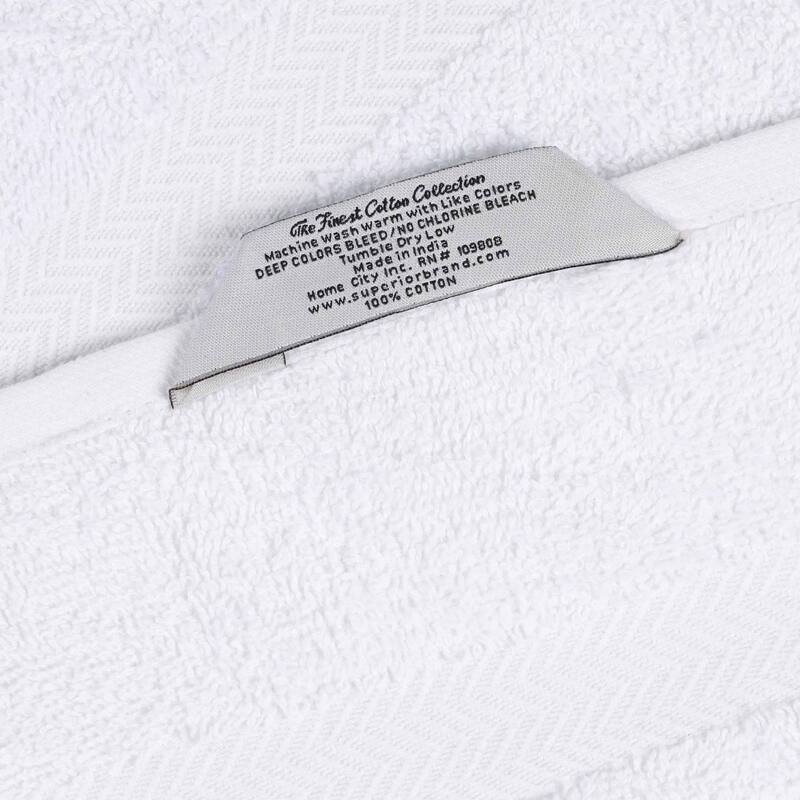 The Finest Cotton Collection
Machine Wash Warm with Like Colors
DEEP COLORS BLEED/NO CHLORINE BLEACH
Tumble Dry Low
Made in India
Home City Inc. RN# 109808
www.superiorbrand.com
100% COTTON